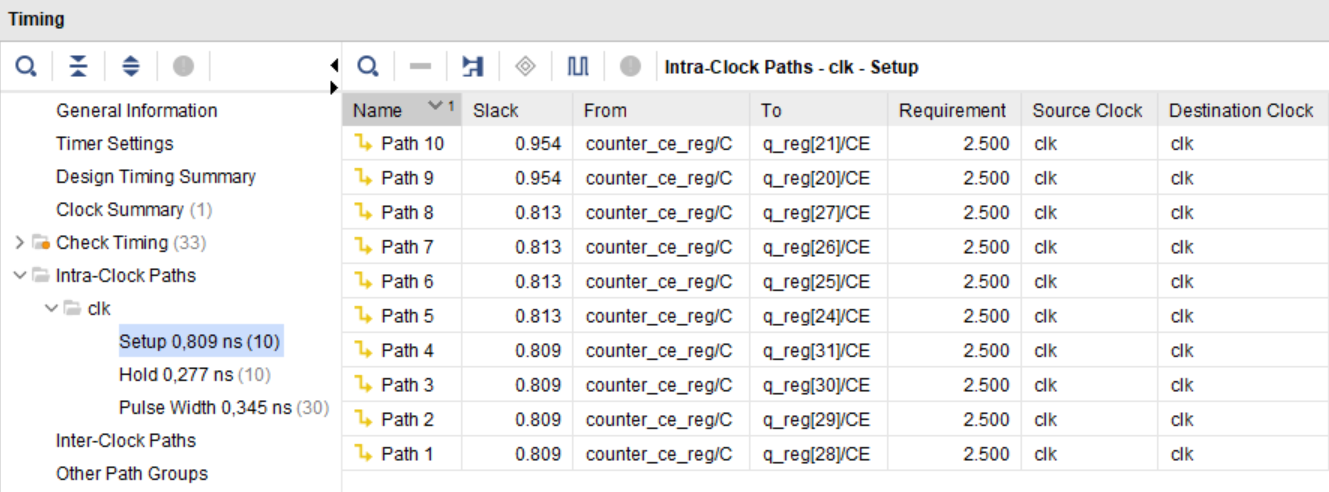 Timing
Intra-Clock Paths - clk - Setup
General Information
Timer Settings
Design Timing Summary
Clock Summary (1)
Check Timing (33)
Intra-Clock Paths
clk
Setup 0,809 ns (10)
Hold 0,277 ns (10)
Pulse Width 0,345 ns (30)
Inter-Clock Paths
Other Path Groups
Name 1 Slack From To Requirement Source Clock Destination Clock
Path 10 0.954 counter_ce_reg/C q_reg[21]/CE 2.500 clk clk
Path 9 0.954 counter_ce_reg/C q_reg[20]/CE 2.500 clk clk
Path 8 0.813 counter_ce_reg/C q_reg[27]/CE 2.500 clk clk
Path 7 0.813 counter_ce_reg/C q_reg[26]/CE 2.500 clk clk
Path 6 0.813 counter_ce_reg/C q_reg[25]/CE 2.500 clk clk
Path 5 0.813 counter_ce_reg/C q_reg[24]/CE 2.500 clk clk
Path 4 0.809 counter_ce_reg/C q_reg[31]/CE 2.500 clk clk
Path 3 0.809 counter_ce_reg/C q_reg[30]/CE 2.500 clk clk
Path 2 0.809 counter_ce_reg/C q_reg[29]/CE 2.500 clk clk
Path 1 0.809 counter_ce_reg/C q_reg[28]/CE 2.500 clk clk